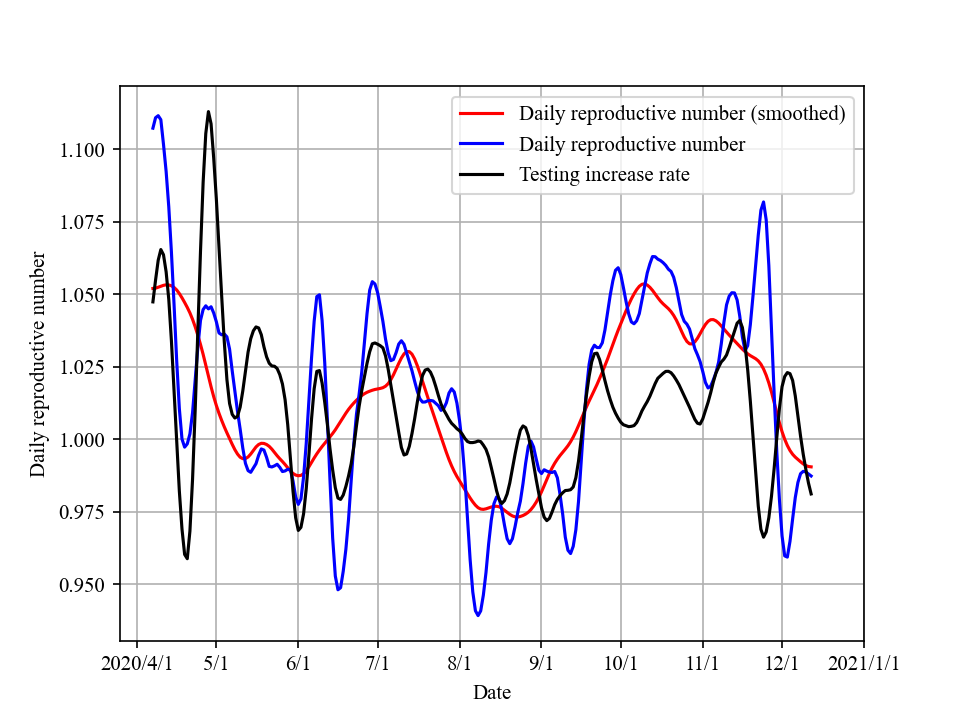 Daily reproductive number (smoothed)
Daily reproductive number
Testing increase rate
Daily reproductive number
1.100
1.075
1.050
1.025
1.000
0.975
0.950
2020/4/1 5/1 6/1 7/1 8/1 9/1 10/1 11/1 12/1 2021/1/1
Date